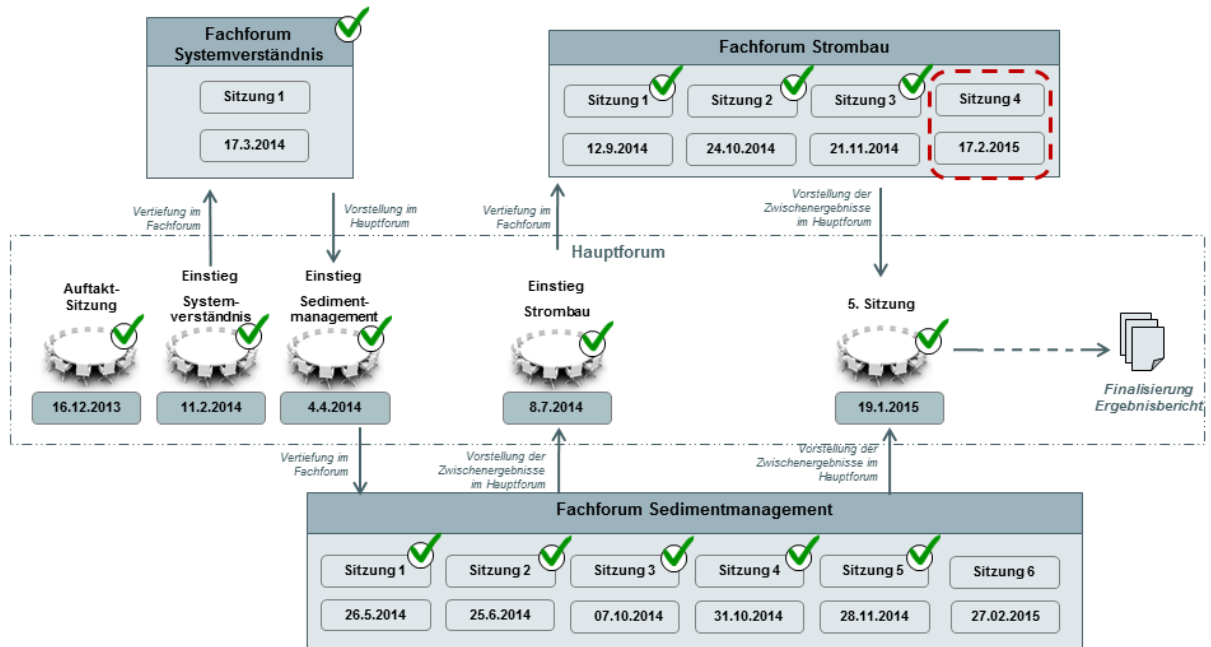 Fachforum
Systemverständnis
Sitzung 1
17.3.2014
Fachforum Strombau
Sitzung 1
Sitzung 2
Sitzung 3
Sitzung 4
12.9.2014
24.10.2014
21.11.2014
17.2.2015
Vertiefung im
Fachforum
Vorstellung im
Hauptforum
Vertiefung im
Fachforum
Vorstellung der
Zwischenergebnisse
im Hauptforum
Hauptforum
Auftakt-
Sitzung
16.12.2013
Einstieg
System-
verständnis
11.2.2014
Einstieg
Sediment-
management
4.4.2014
Einstieg
Strombau
8.7.2014
5. Sitzung
19.1.2015
Finalisierung
Ergebnisbericht
Vertiefung im
Fachforum
Vorstellung der
Zwischenergebnisse
im Hauptforum
Vorstellung der
Zwischenergebnisse im
Hauptforum
Fachforum Sedimentmanagement
Sitzung 1
Sitzung 2
Sitzung 3
Sitzung 4
Sitzung 5
Sitzung 6
26.5.2014
25.6.2014
07.10.2014
31.10.2014
28.11.2014
27.02.2015